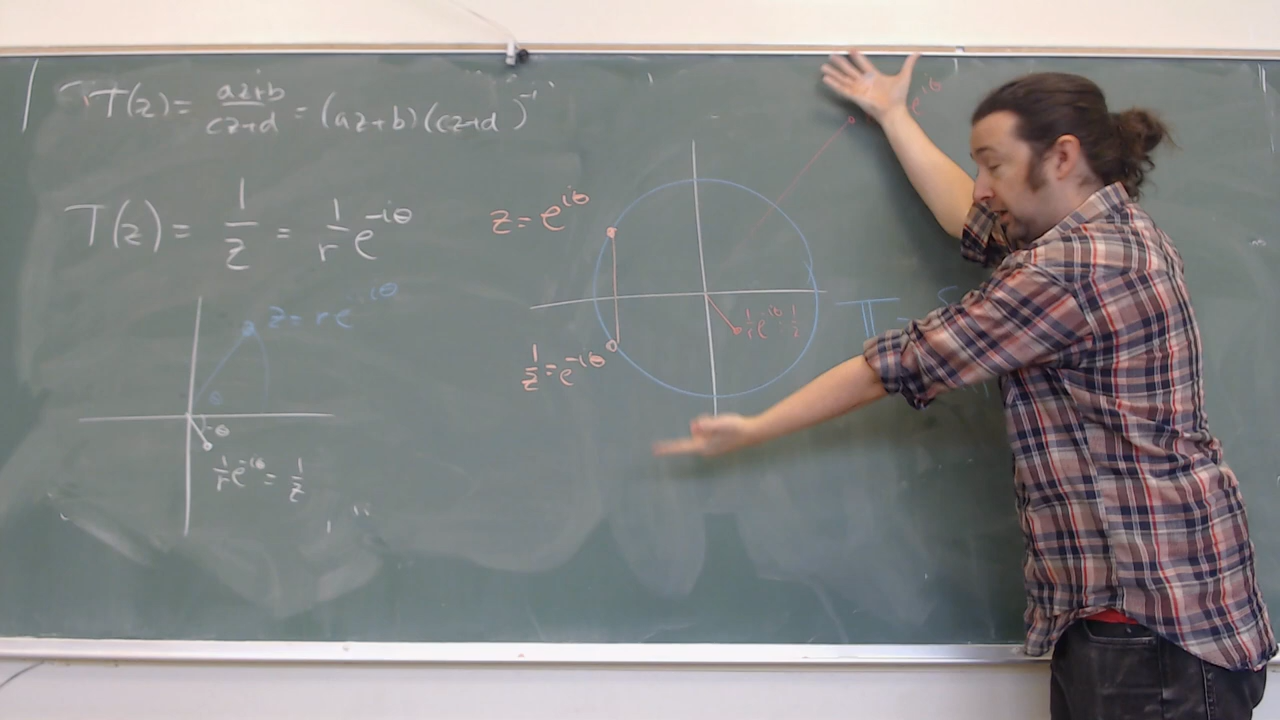 T(z) = az+b/cz+d = (az+b)(cz+d)^-1
T(z) = 1/z = 1/r e^-iθ
z = re^iθ
θ
-θ
1/r e^-iθ = 1/z
z = e^iθ
1/z = e^-iθ
e^iθ
1/r e^-iθ = 1/z